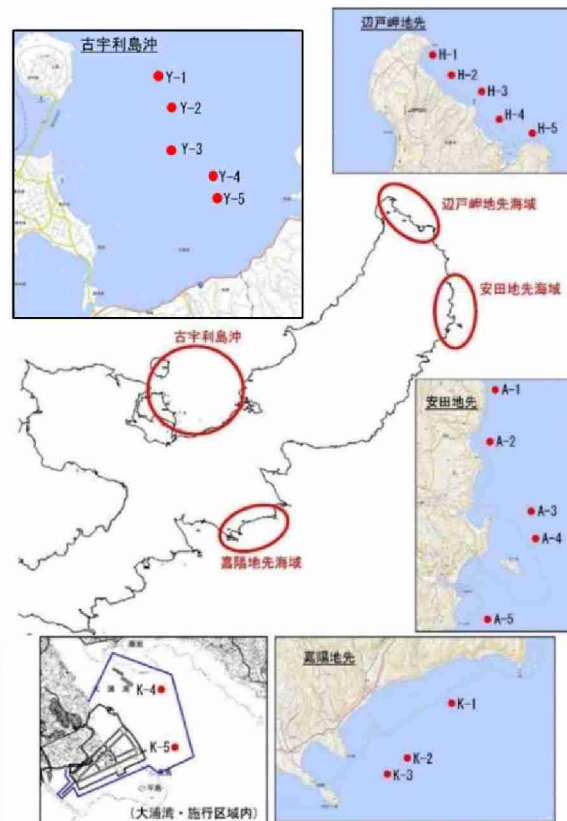 古宇利島沖
Y-1
Y-2
Y-3
Y-4
Y-5
辺戸岬地先
H-1
H-2
H-3
H-4
H-5
辺戸岬地先海域
安田地先海域
古宇利島沖
嘉陽地先海域
安田地先
A-1
A-2
A-3
A-4
A-5
K-4
K-5
(大浦湾・施行区域内)
嘉陽地先
K-1
K-2
K-3